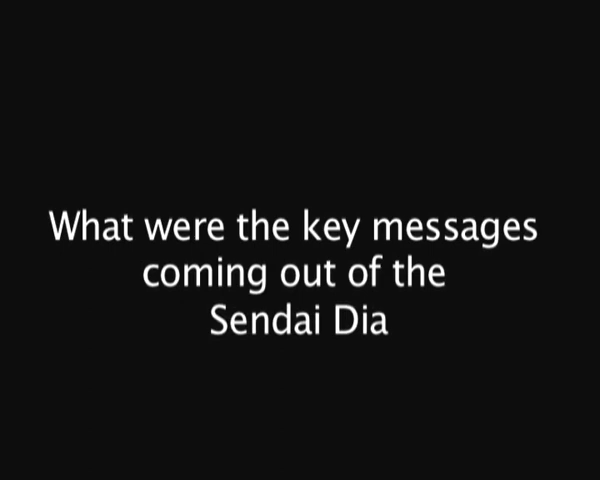 What were the key messages
coming out of the
Sendai Dia